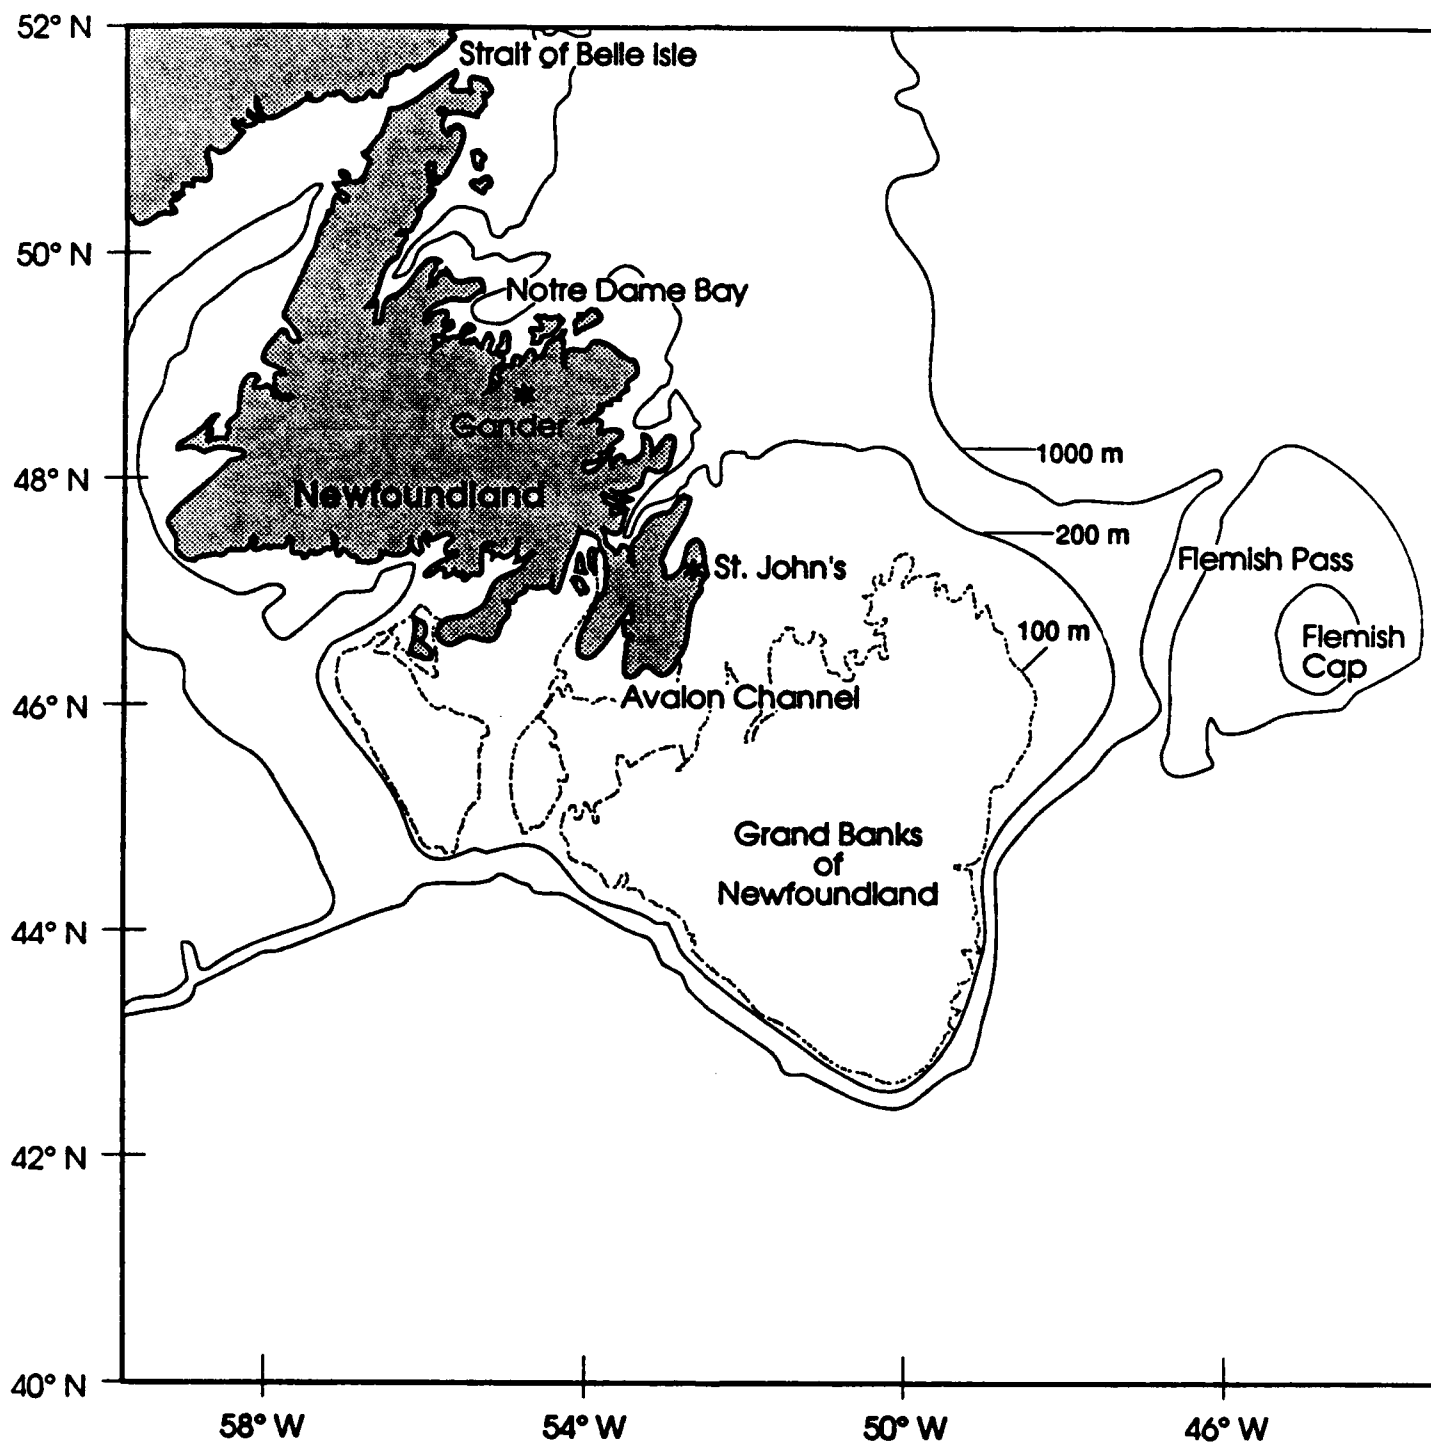 52° N
Strait of Belle Isle
50° N
Notre Dame Bay
Gander
1000 m
48° N
Newfoundland
200 m
Flemish Pass
St. John's
100 m
Flemish
Cap
46° N
Avalon Channel
Grand Banks
of
Newfoundland
44° N
42° N
40° N
58° W
54° W
50° W
46° W